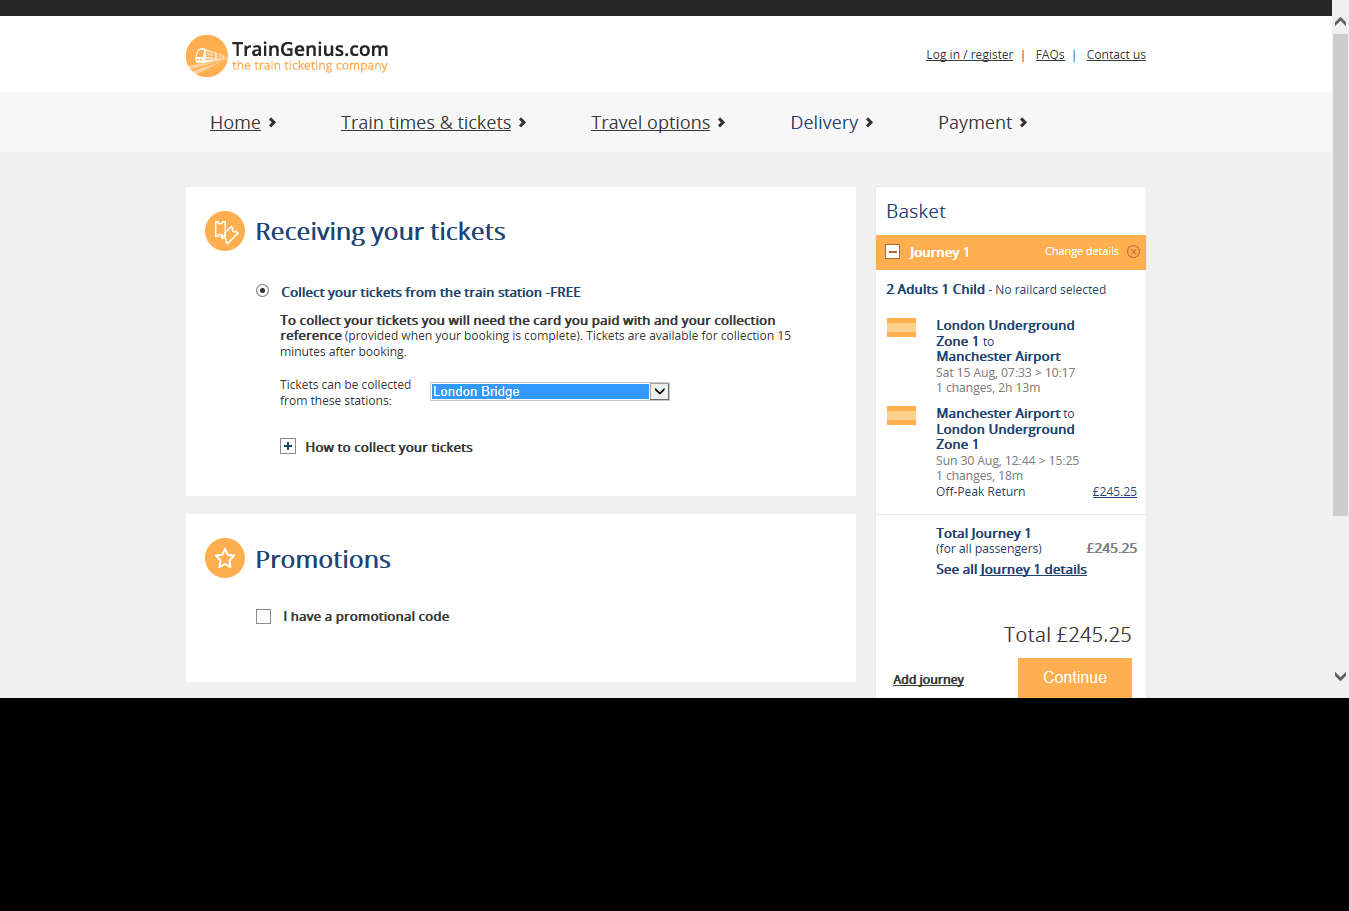 TrainGenius.com
the train ticketing company
Log in / register | FAQs | Contact us
Home
Train times & tickets
Travel options
Delivery
Payment
Receiving your tickets
Collect your tickets from the train station -FREE
To collect your tickets you will need the card you paid with and your collection
reference (provided when your booking is complete). Tickets are available for collection 15
minutes after booking.
Tickets can be collected
from these stations:
London Bridge
How to collect your tickets
Promotions
I have a promotional code
Basket
Journey 1
Change details
2 Adults 1 Child - No railcard selected
London Underground
Zone 1 to
Manchester Airport
Sat 15 Aug, 07:33 > 10:17
1 changes, 2h 13m
Manchester Airport to
London Underground
Zone 1
Sun 30 Aug, 12:44 > 15:25
1 changes, 18m
Off-Peak Return £245.25
Total Journey 1
(for all passengers) £245.25
See all Journey 1 details
Total £245.25
Add journey
Continue